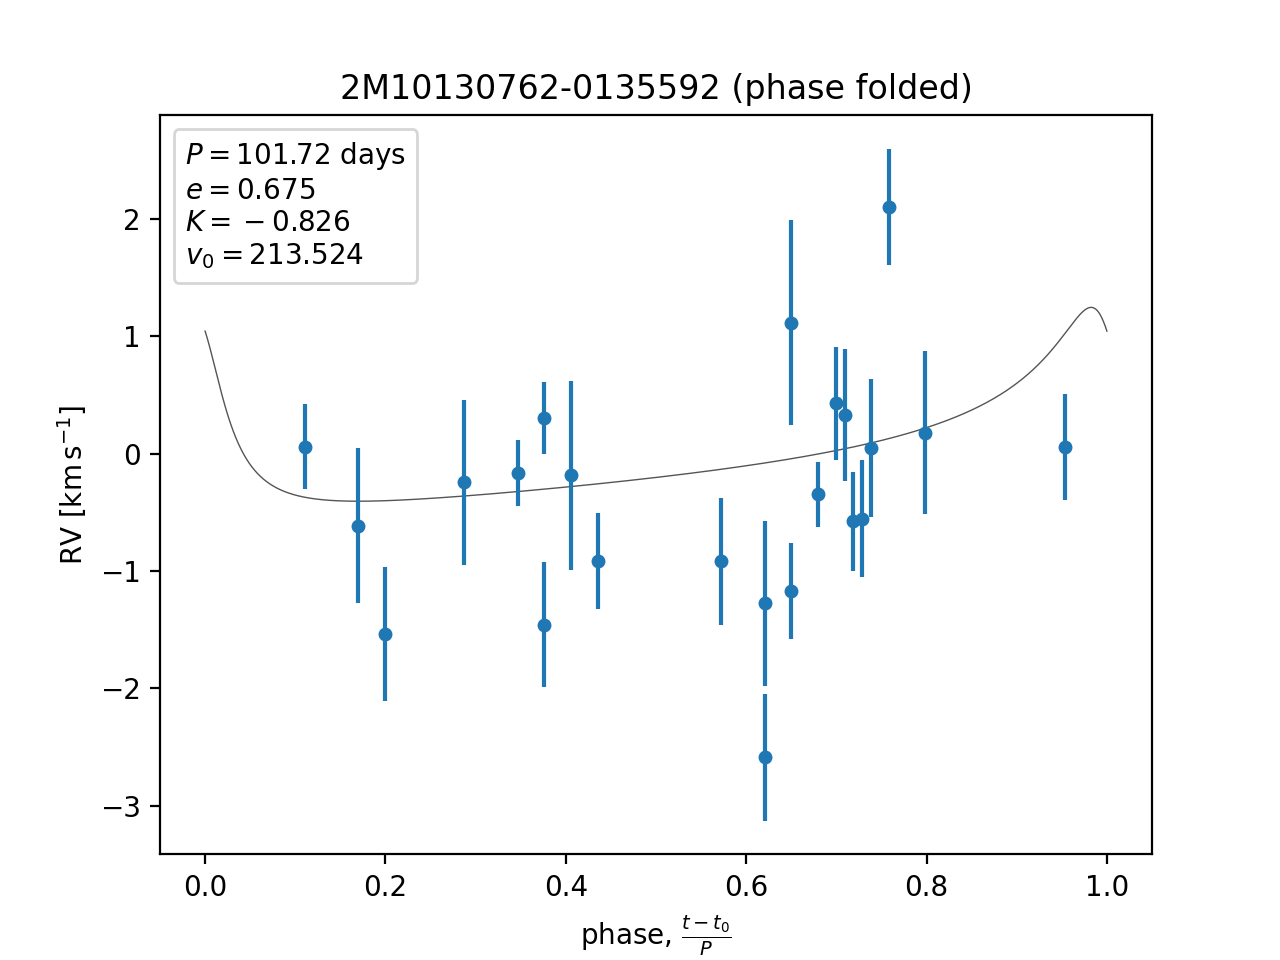 2M10130762-0135592 (phase folded)
P = 101.72 days
e = 0.675
K = −0.826
v₀ = 213.524
2
1
0
−1
−2
−3
RV [km s⁻¹]
0.0 0.2 0.4 0.6 0.8 1.0
phase, (t − t₀)/P